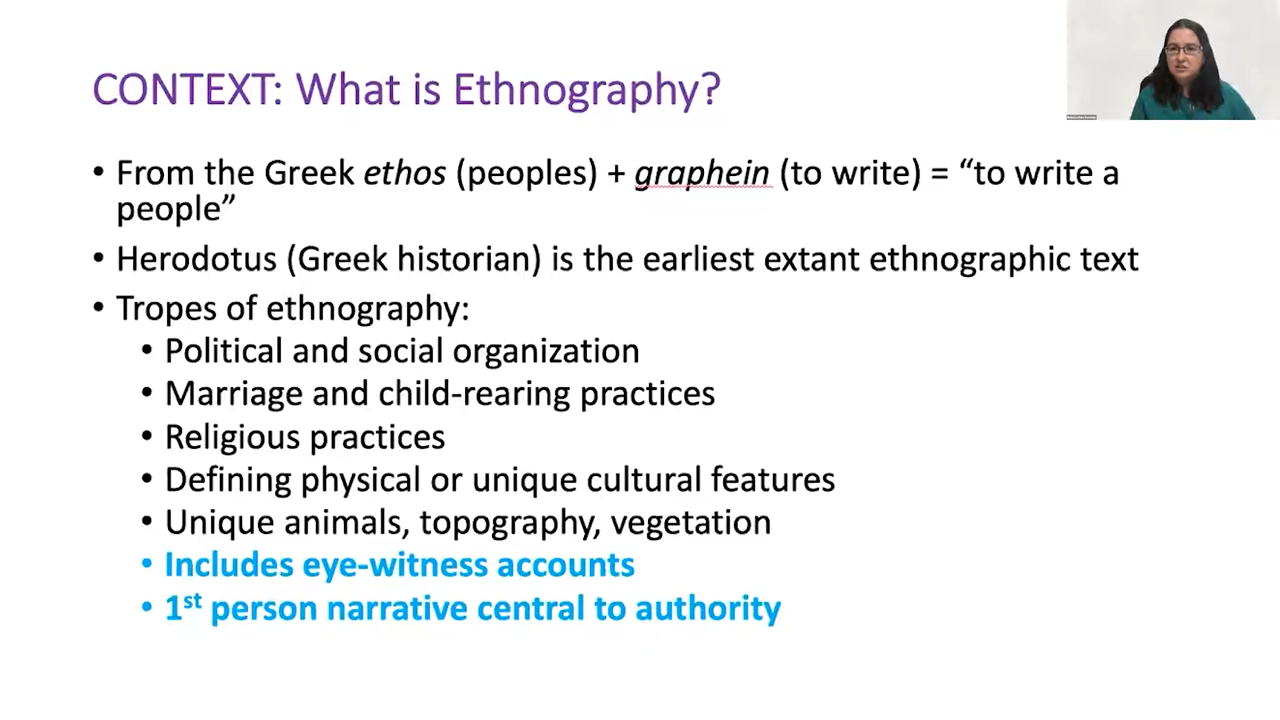 CONTEXT: What is Ethnography?
• From the Greek ethos (peoples) + graphein (to write) = “to write a
people”
• Herodotus (Greek historian) is the earliest extant ethnographic text
• Tropes of ethnography:
• Political and social organization
• Marriage and child-rearing practices
• Religious practices
• Defining physical or unique cultural features
• Unique animals, topography, vegetation
• Includes eye-witness accounts
• 1st person narrative central to authority